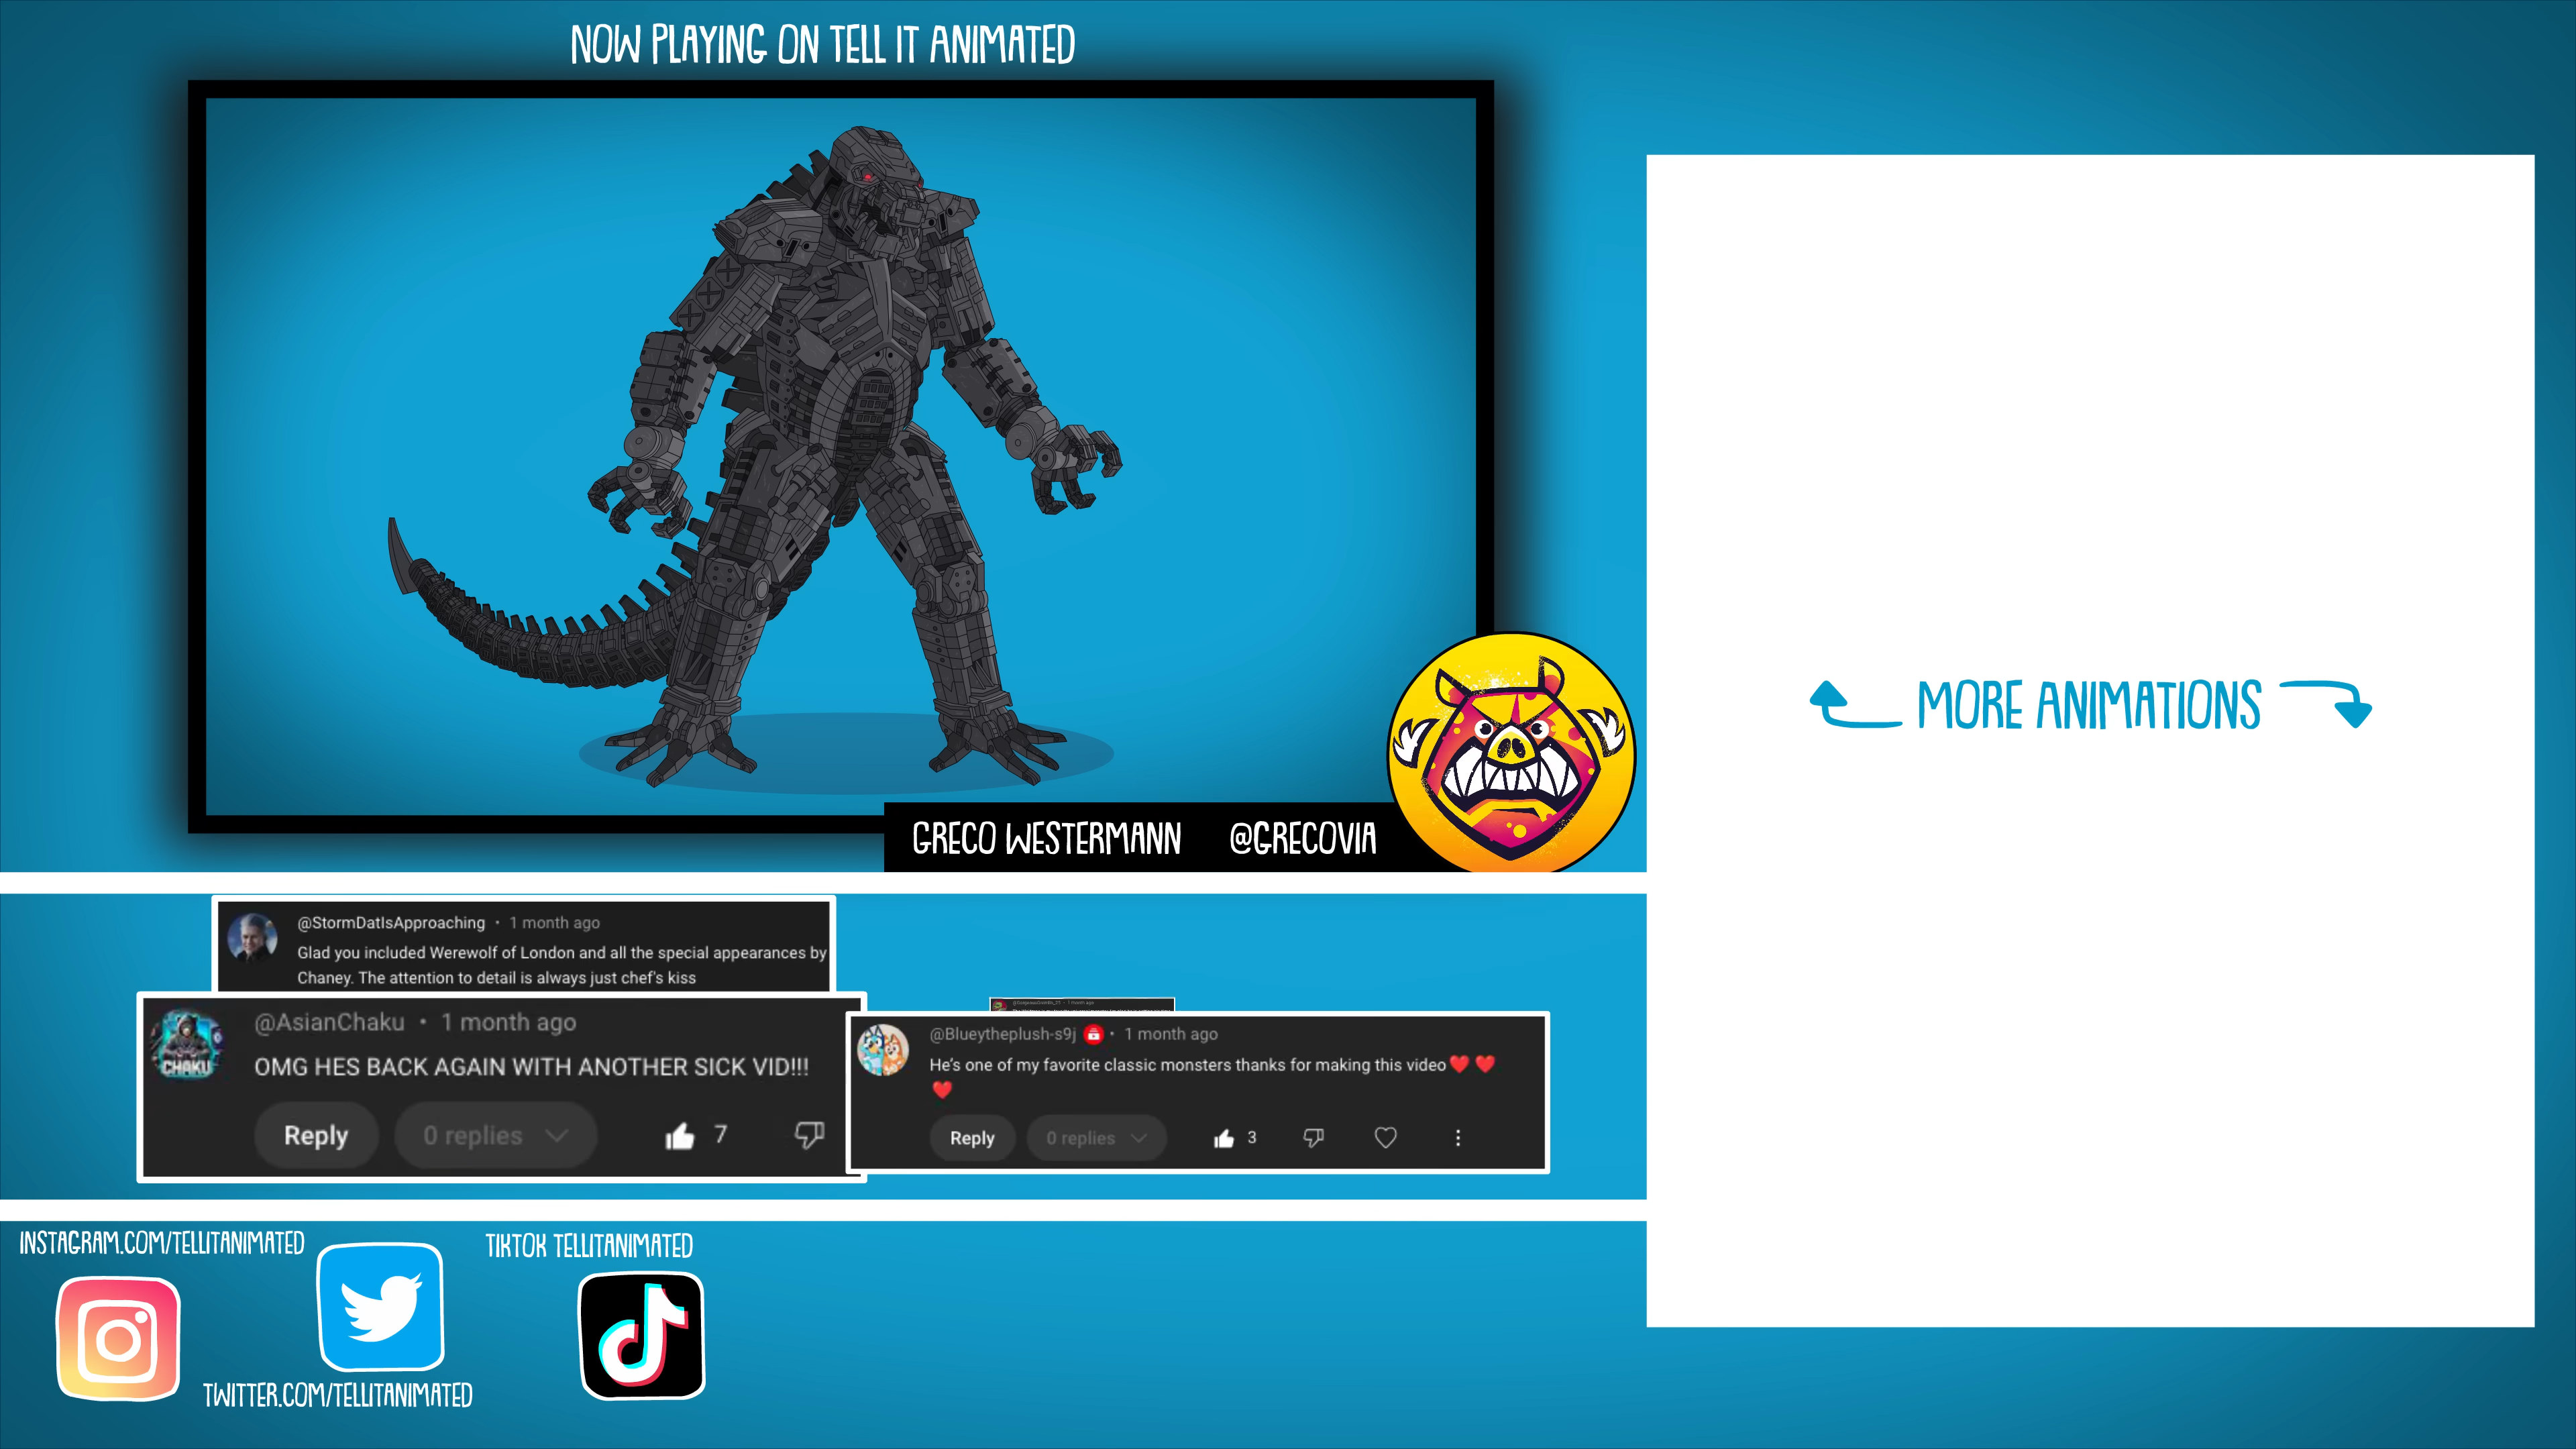 NOW PLAYING ON TELL IT ANIMATED
GRECO WESTERMANN @GRECOVIA
MORE ANIMATIONS
@StormDatIsApproaching • 1 month ago
Glad you included Werewolf of London and all the special appearances by
Chaney. The attention to detail is always just chef's kiss
@AsianChaku • 1 month ago
OMG HES BACK AGAIN WITH ANOTHER SICK VID!!!
Reply 0 replies 7
CHAKU
@Blueytheplush-s9j • 1 month ago
He's one of my favorite classic monsters thanks for making this video❤️❤️
❤️
Reply 0 replies 3
INSTAGRAM.COM/TELLITANIMATED
TIKTOK TELLITANIMATED
TWITTER.COM/TELLITANIMATED